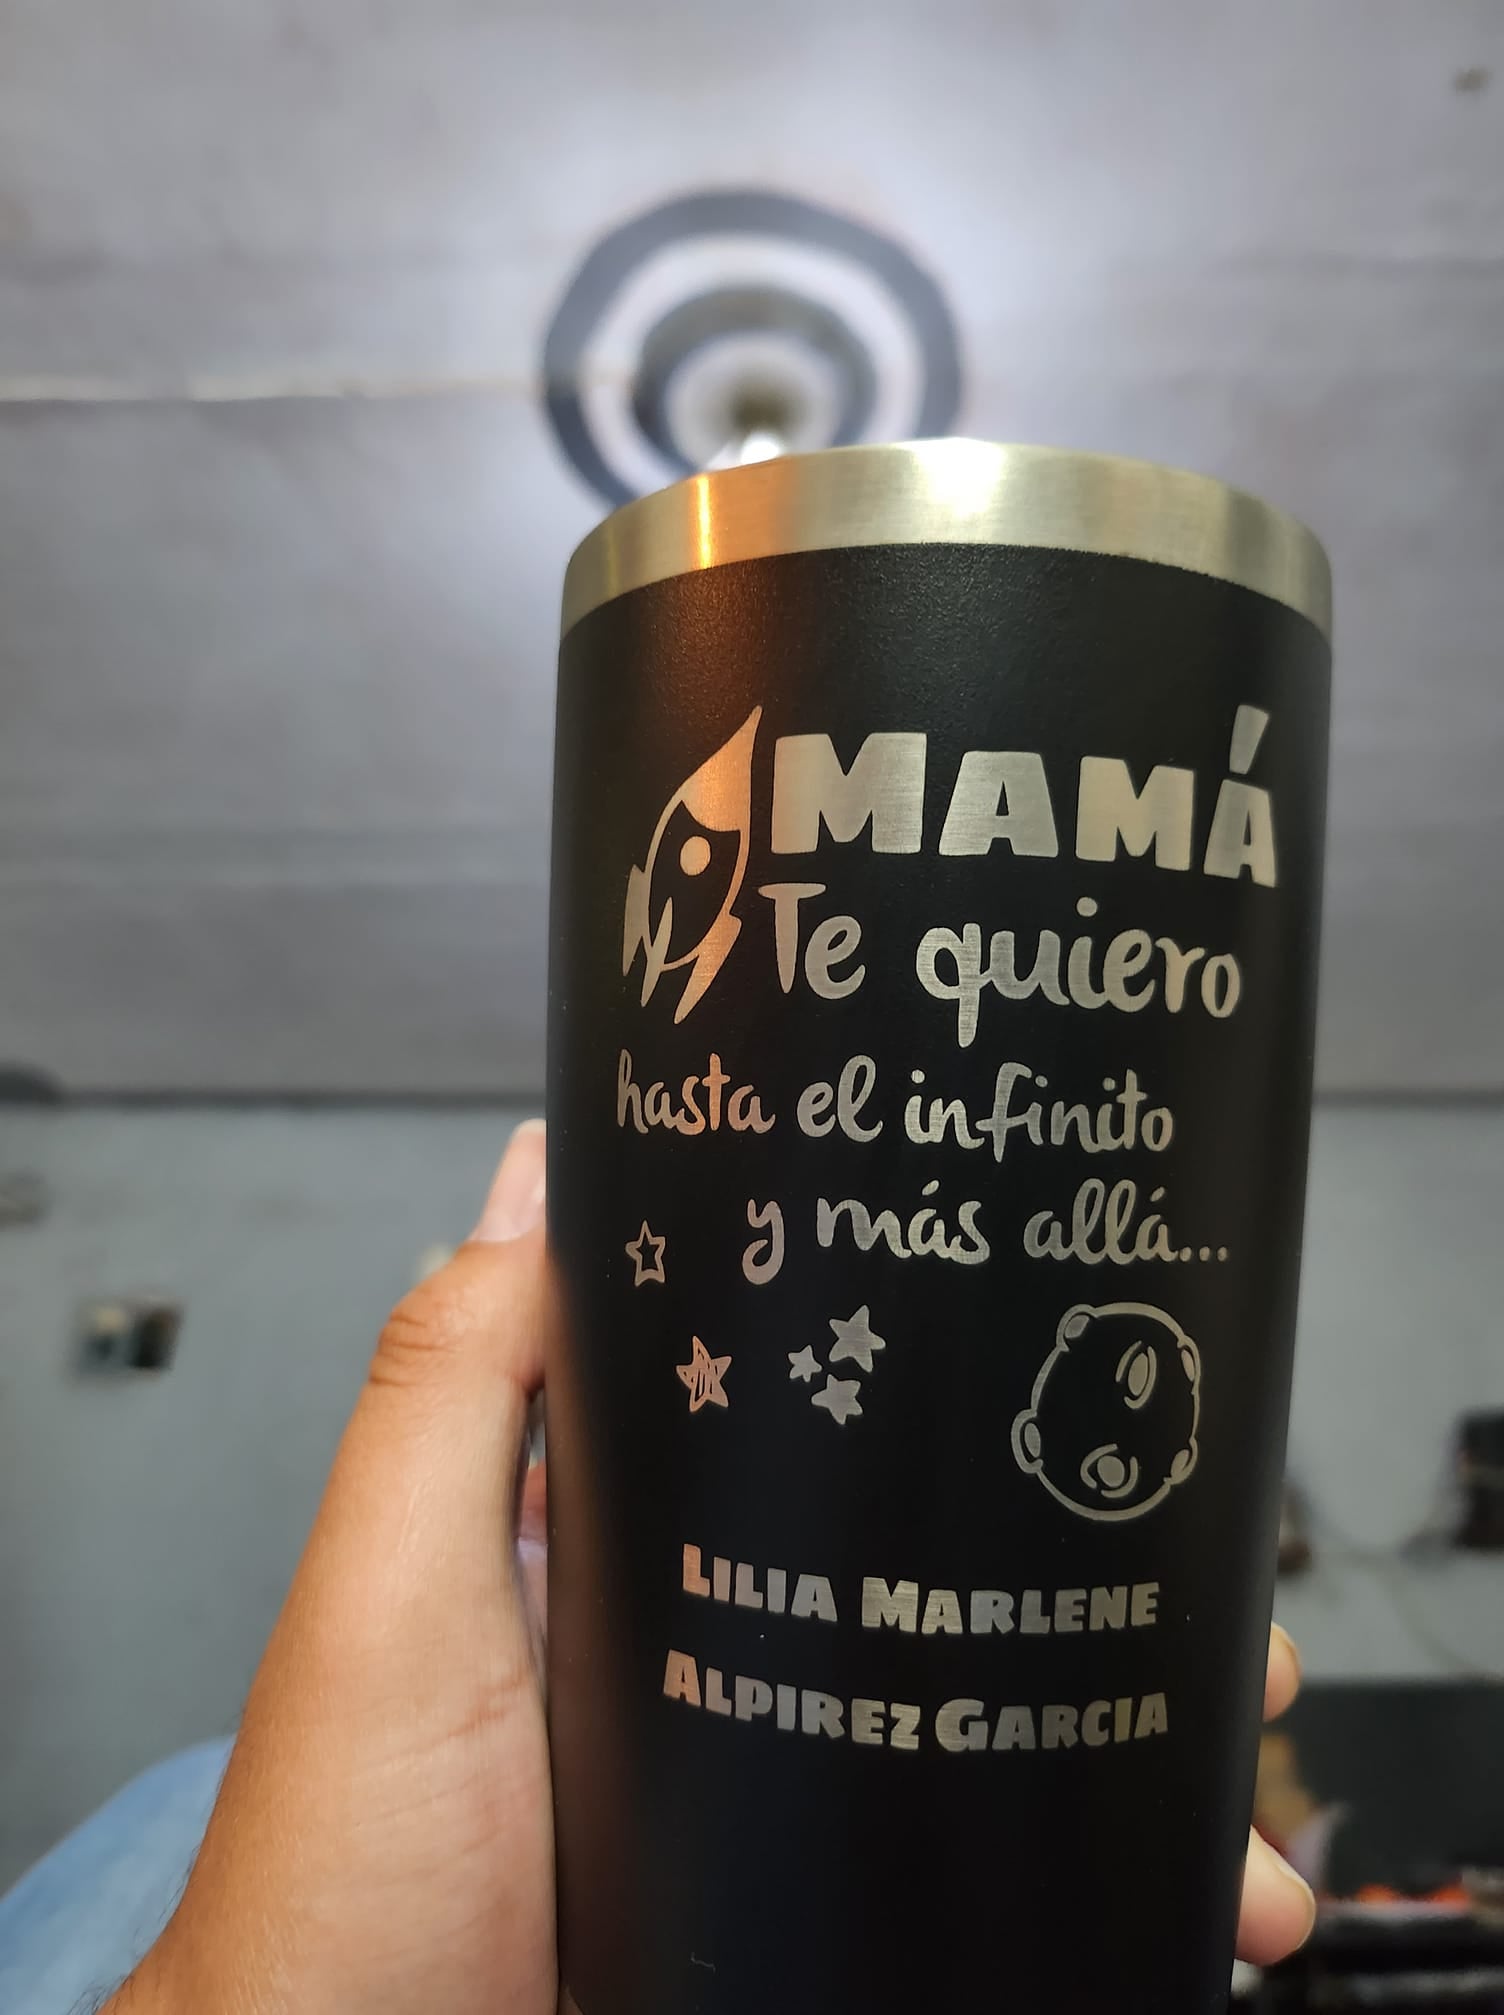 MAMÁ
Te quiero
hasta el infinito
y más allá...
LILIA MARLENE
ALPIREZ GARCIA